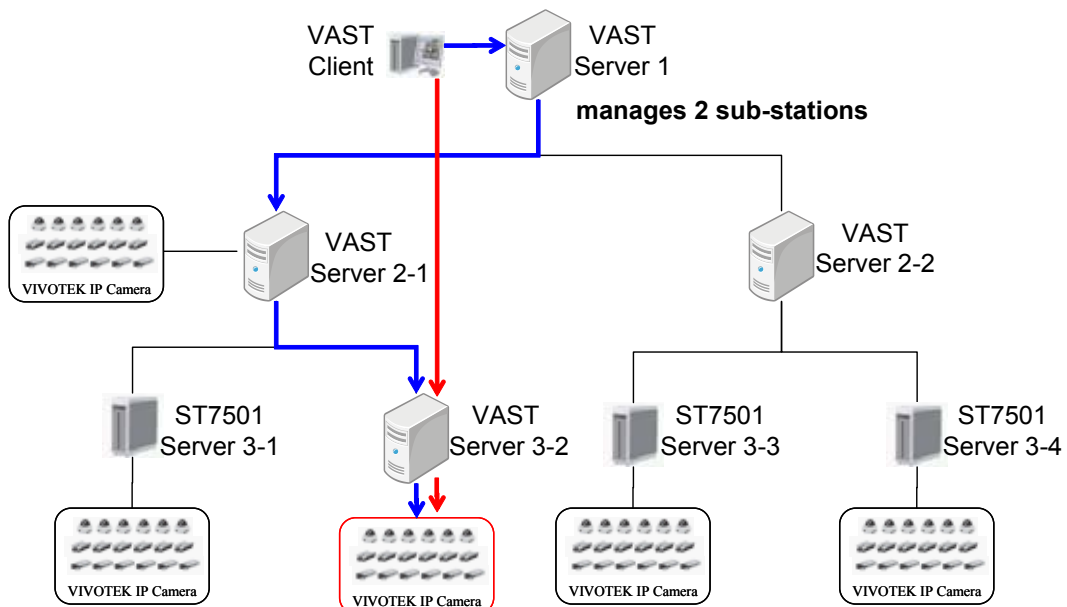 VAST
Client
VAST
Server 1
manages 2 sub-stations
VIVOTEK IP Camera
VAST
Server 2-1
VAST
Server 2-2
ST7501
Server 3-1
VAST
Server 3-2
ST7501
Server 3-3
ST7501
Server 3-4
VIVOTEK IP Camera
VIVOTEK IP Camera
VIVOTEK IP Camera
VIVOTEK IP Camera